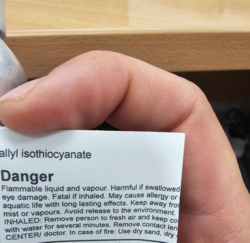 allyl isothiocyanate
Danger
Flammable liquid and vapour. Harmful if swallowed
eye damage. Fatal if inhaled. May cause allergy or
aquatic life with long lasting effects. Keep away from
mist or vapours. Avoid release to the environment.
INHALED: Remove person to fresh air and keep co
with water for several minutes. Remove contact len
CENTER/ doctor. In case of fire: Use dry sand, dry